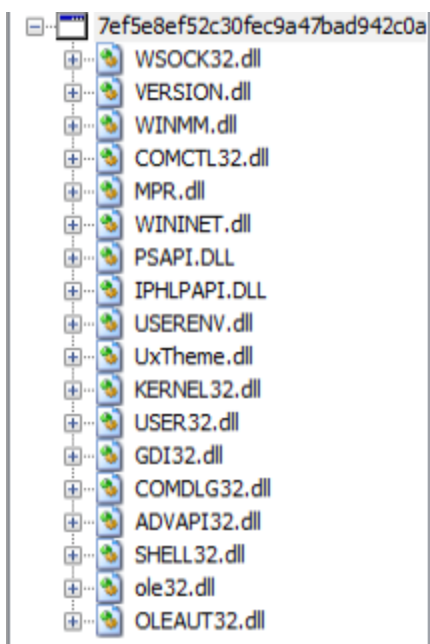 7ef5e8ef52c30fec9a47bad942c0a
WSOCK32.dll
VERSION.dll
WINMM.dll
COMCTL32.dll
MPR.dll
WININET.dll
PSAPI.DLL
IPHLPAPI.DLL
USERENV.dll
UxTheme.dll
KERNEL32.dll
USER32.dll
GDI32.dll
COMDLG32.dll
ADVAPI32.dll
SHELL32.dll
ole32.dll
OLEAUT32.dll